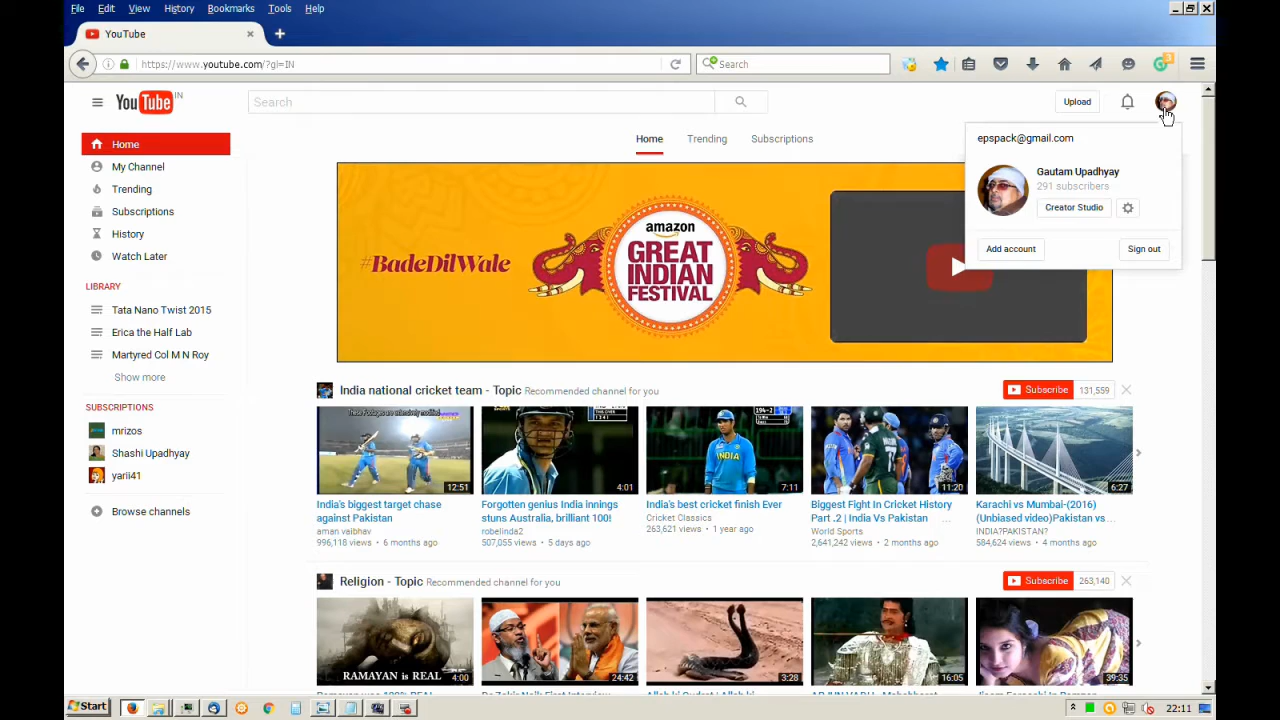 File Edit View History Bookmarks Tools Help
YouTube
https://www.youtube.com/?gl=IN
Search
3
YouTube IN
Search
Upload
Home Trending Subscriptions
epspack@gmail.com
Gautam Upadhyay
291 subscribers
Creator Studio
Add account
Sign out
Home
My Channel
Trending
Subscriptions
History
Watch Later
LIBRARY
Tata Nano Twist 2015
Erica the Half Lab
Martyred Col M N Roy
Show more
SUBSCRIPTIONS
mrizos
Shashi Upadhyay
yarii41
Browse channels
#BadeDilWale
amazon
GREAT
INDIAN
FESTIVAL
India national cricket team - Topic Recommended channel for you
Subscribe 131,559
12:51
4:01
INDIA
7:11
11:20
6:27
India's biggest target chase
against Pakistan
aman vaibhav
996,118 views • 6 months ago
Forgotten genius India innings
stuns Australia, brilliant 100!
robelinda2
507,055 views • 5 days ago
India's best cricket finish Ever
Cricket Classics
263,621 views • 1 year ago
Biggest Fight In Cricket History
Part .2 | India Vs Pakistan ...
World Sports
2,641,242 views • 2 months ago
Karachi vs Mumbai-(2016)
(Unbiased video)Pakistan vs ...
INDIA?PAKISTAN?
584,624 views • 4 months ago
Religion - Topic Recommended channel for you
Subscribe 263,140
RAMAYAN is REAL
4:00
24:42
3:28
16:05
39:35
Start
22:11